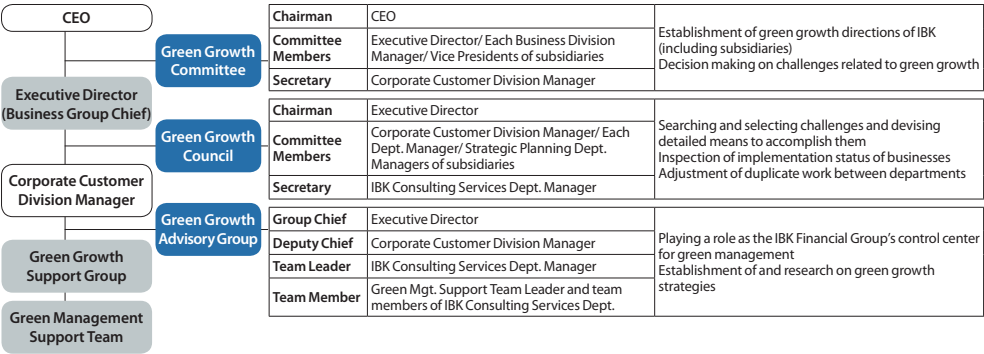 CEO
Executive Director
(Business Group Chief)
Corporate Customer
Division Manager
Green Growth
Support Group
Green Management
Support Team
Green Growth
Committee
Chairman
CEO
Committee
Members
Executive Director/ Each Business Division
Manager/ Vice Presidents of subsidiaries
Secretary
Corporate Customer Division Manager
Establishment of green growth directions of IBK
(including subsidiaries)
Decision making on challenges related to green growth
Green Growth
Council
Chairman
Executive Director
Committee
Members
Corporate Customer Division Manager/ Each
Dept. Manager/ Strategic Planning Dept.
Managers of subsidiaries
Secretary
IBK Consulting Services Dept. Manager
Searching and selecting challenges and devising
detailed means to accomplish them
Inspection of implementation status of businesses
Adjustment of duplicate work between departments
Green Growth
Advisory Group
Group Chief
Executive Director
Deputy Chief
Corporate Customer Division Manager
Team Leader
IBK Consulting Services Dept. Manager
Team Member
Green Mgt. Support Team Leader and team
members of IBK Consulting Services Dept.
Playing a role as the IBK Financial Group's control center
for green management
Establishment of and research on green growth
strategies